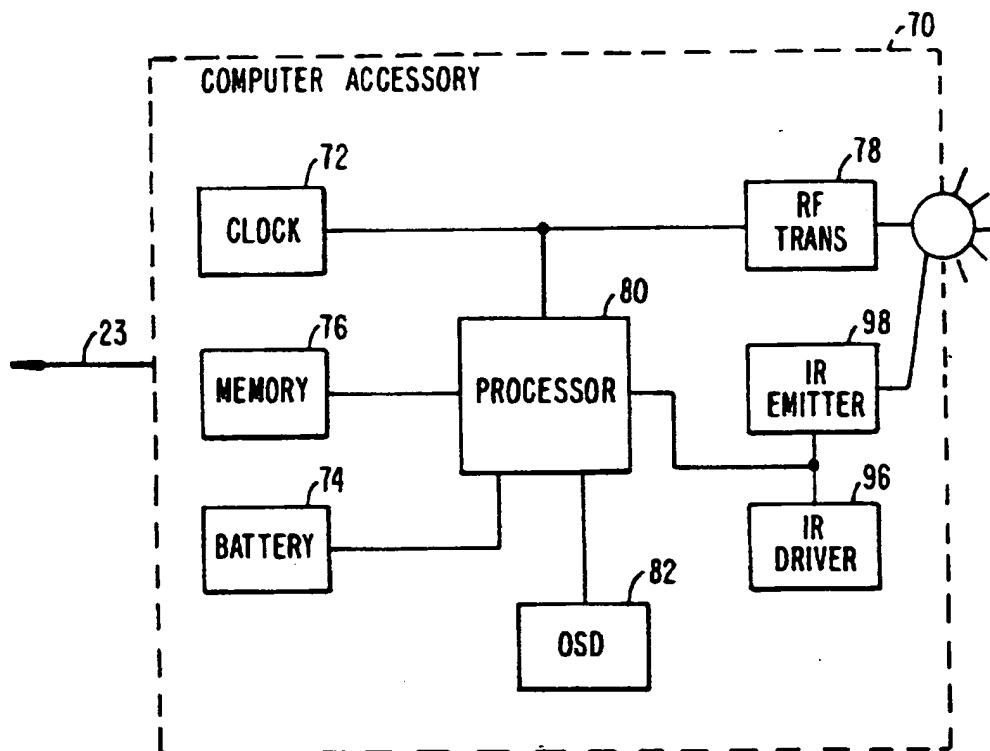 70
COMPUTER ACCESSORY
72
CLOCK
78
RF
TRANS
80
PROCESSOR
23
76
MEMORY
98
IR
EMITTER
74
BATTERY
96
IR
DRIVER
82
OSD